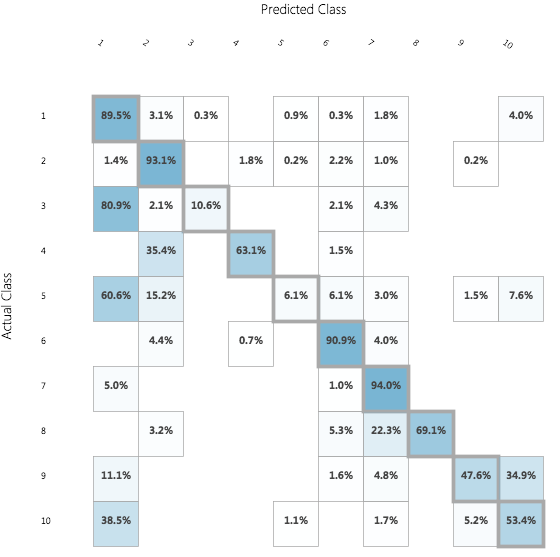 Predicted Class
1 2 3 4 5 6 7 8 9 10
1 89.5% 3.1% 0.3% 0.9% 0.3% 1.8% 4.0%
2 1.4% 93.1% 1.8% 0.2% 2.2% 1.0% 0.2%
3 80.9% 2.1% 10.6% 2.1% 4.3%
4 35.4% 63.1% 1.5%
Actual Class
5 60.6% 15.2% 6.1% 6.1% 3.0% 1.5% 7.6%
6 4.4% 0.7% 90.9% 4.0%
7 5.0% 1.0% 94.0%
8 3.2% 5.3% 22.3% 69.1%
9 11.1% 1.6% 4.8% 47.6% 34.9%
10 38.5% 1.1% 1.7% 5.2% 53.4%